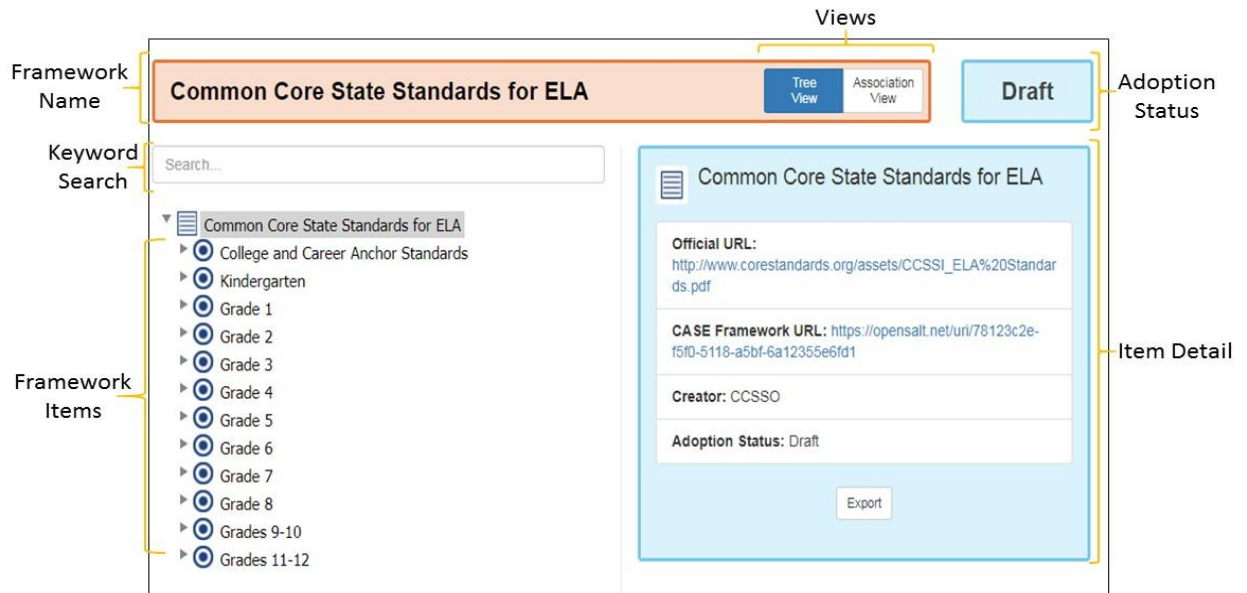 Views
Framework
Name
Common Core State Standards for ELA
Tree
View
Association
View
Draft
Adoption
Status
Keyword
Search
Search...
Common Core State Standards for ELA
College and Career Anchor Standards
Kindergarten
Grade 1
Grade 2
Grade 3
Grade 4
Grade 5
Grade 6
Grade 7
Grade 8
Grades 9-10
Grades 11-12
Framework
Items
Common Core State Standards for ELA
Official URL:
http://www.corestandards.org/assets/CCSSI_ELA%20Standar
ds.pdf
CASE Framework URL: https://opensalt.net/uri/78123c2e-
f5f0-5118-a5bf-6a12355e6fd1
Creator: CCSSO
Adoption Status: Draft
Export
Item Detail